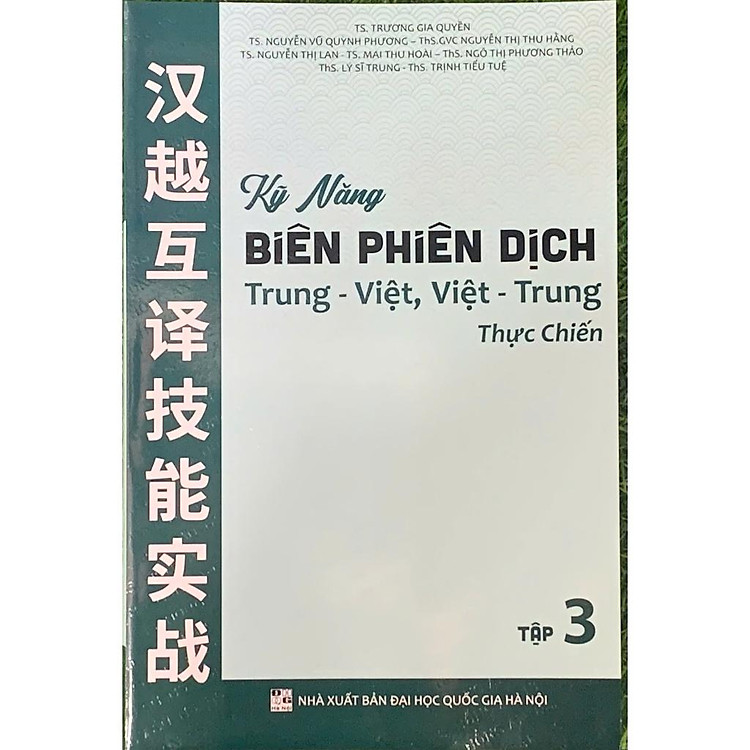 TS. TRƯƠNG GIA QUYỀN
TS. NGUYỄN VŨ QUỲNH PHƯƠNG – ThS.GVC NGUYỄN THỊ THU HẰNG
TS. NGUYỄN THỊ LAN - TS. MAI THU HOÀI – ThS. NGÔ THỊ PHƯƠNG THẢO
ThS. LÝ SĨ TRUNG - ThS. TRỊNH TIỂU TUỆ
汉越互译技能实战
Kỹ Năng
BIÊN PHIÊN DỊCH
Trung - Việt, Việt - Trung
Thực Chiến
TẬP 3
NHÀ XUẤT BẢN ĐẠI HỌC QUỐC GIA HÀ NỘI